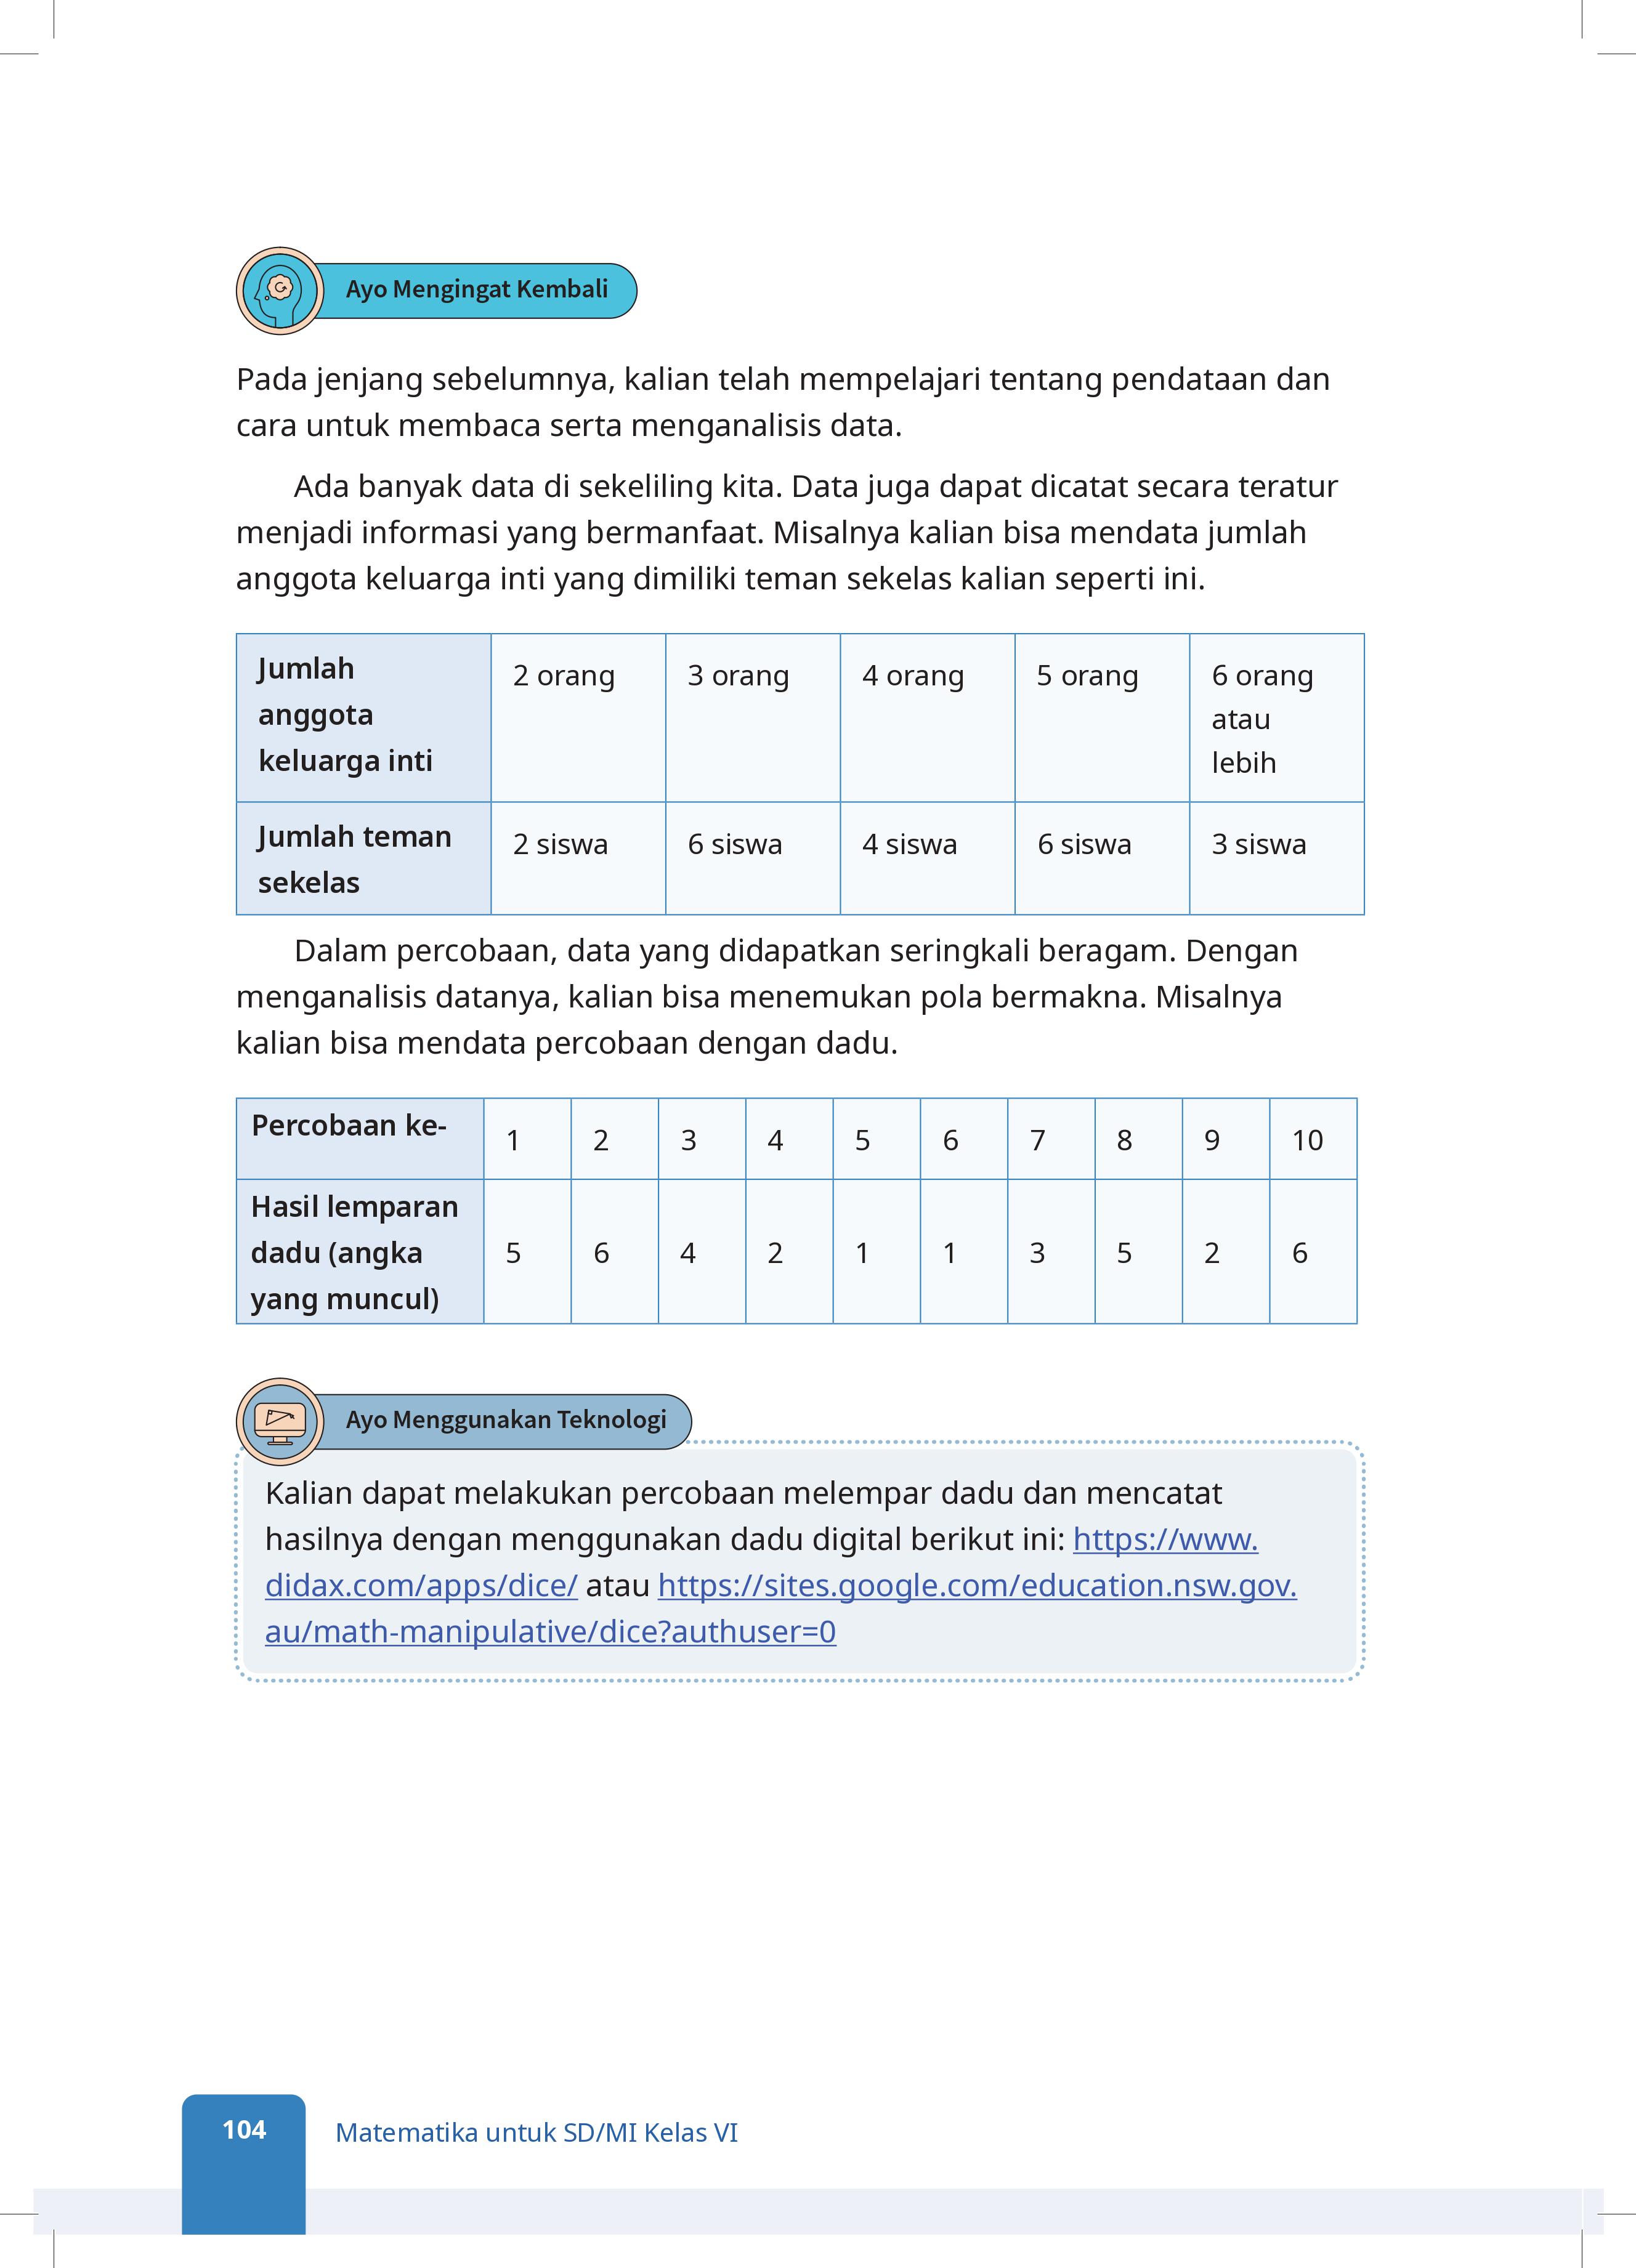 Ayo Mengingat Kembali
Pada jenjang sebelumnya, kalian telah mempelajari tentang pendataan dan
cara untuk membaca serta menganalisis data.
Ada banyak data di sekeliling kita. Data juga dapat dicatat secara teratur
menjadi informasi yang bermanfaat. Misalnya kalian bisa mendata jumlah
anggota keluarga inti yang dimiliki teman sekelas kalian seperti ini.
Jumlah
anggota
keluarga inti
2 orang
3 orang
4 orang
5 orang
6 orang
atau
lebih
Jumlah teman
sekelas
2 siswa
6 siswa
4 siswa
6 siswa
3 siswa
Dalam percobaan, data yang didapatkan seringkali beragam. Dengan
menganalisis datanya, kalian bisa menemukan pola bermakna. Misalnya
kalian bisa mendata percobaan dengan dadu.
Percobaan ke-
1
2
3
4
5
6
7
8
9
10
Hasil lemparan
dadu (angka
yang muncul)
5
6
4
2
1
1
3
5
2
6
Ayo Menggunakan Teknologi
Kalian dapat melakukan percobaan melempar dadu dan mencatat
hasilnya dengan menggunakan dadu digital berikut ini: https://www.
didax.com/apps/dice/ atau https://sites.google.com/education.nsw.gov.
au/math-manipulative/dice?authuser=0
104
Matematika untuk SD/MI Kelas VI